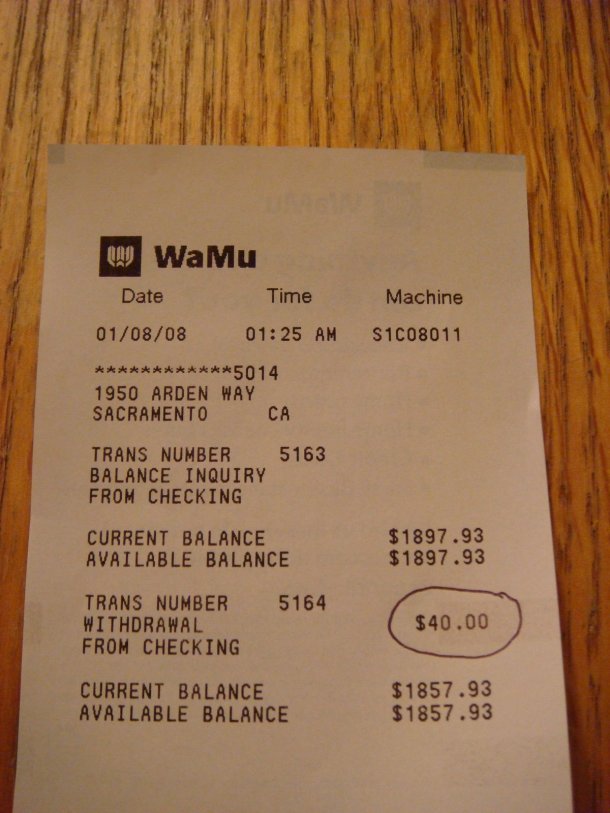 WaMu
Date Time Machine
01/08/08 01:25 AM S1C08011
************5014
1950 ARDEN WAY
SACRAMENTO CA
TRANS NUMBER 5163
BALANCE INQUIRY
FROM CHECKING
CURRENT BALANCE $1897.93
AVAILABLE BALANCE $1897.93
TRANS NUMBER 5164
WITHDRAWAL $40.00
FROM CHECKING
CURRENT BALANCE $1857.93
AVAILABLE BALANCE $1857.93